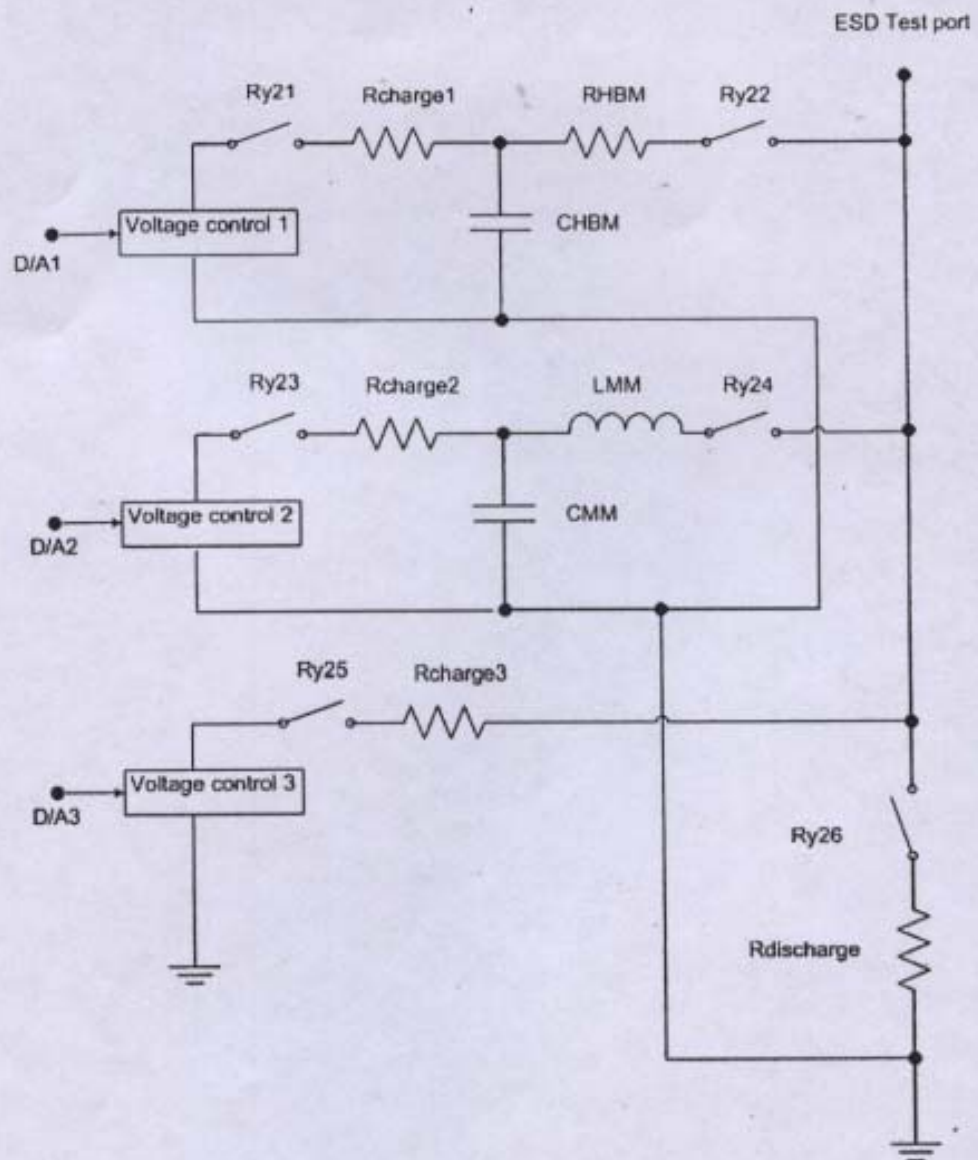 ESD Test port
Ry21
Rcharge1
RHBM
Ry22
Voltage control 1
D/A1
CHBM
Ry23
Rcharge2
LMM
Ry24
Voltage control 2
D/A2
CMM
Ry25
Rcharge3
Voltage control 3
D/A3
Ry26
Rdischarge